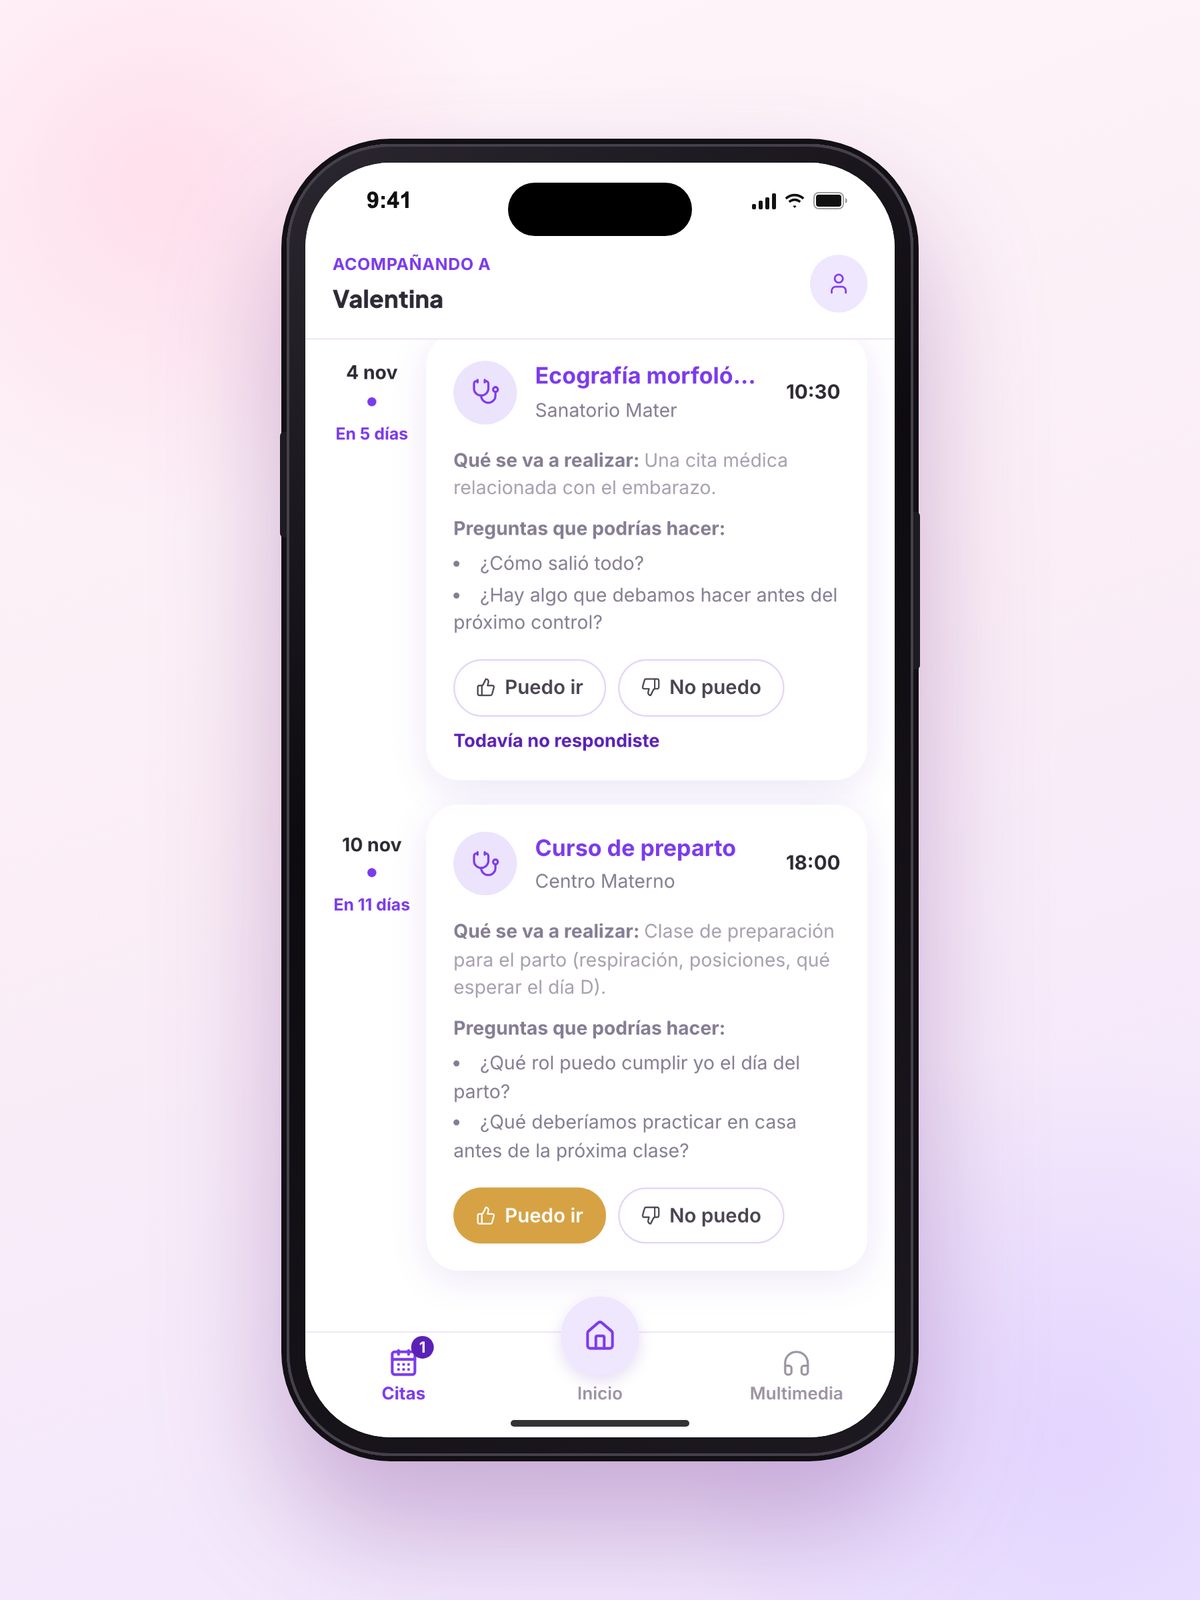 9:41
ACOMPAÑANDO A
Valentina
4 nov
En 5 días
Ecografía morfoló...
Sanatorio Mater
10:30
Qué se va a realizar: Una cita médica
relacionada con el embarazo.
Preguntas que podrías hacer:
• ¿Cómo salió todo?
• ¿Hay algo que debamos hacer antes del
próximo control?
Puedo ir
No puedo
Todavía no respondiste
10 nov
En 11 días
Curso de preparto
Centro Materno
18:00
Qué se va a realizar: Clase de preparación
para el parto (respiración, posiciones, qué
esperar el día D).
Preguntas que podrías hacer:
• ¿Qué rol puedo cumplir yo el día del
parto?
• ¿Qué deberíamos practicar en casa
antes de la próxima clase?
Puedo ir
No puedo
1
Citas
Inicio
Multimedia